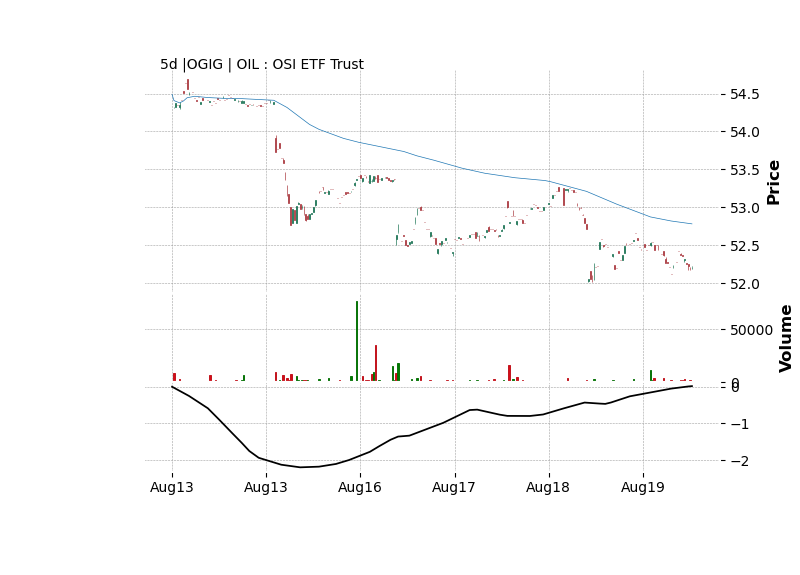 5d |OGIG | OIL : OSI ETF Trust
54.5
54.0
53.5
53.0
52.5
52.0
Price
50000
0
Volume
0
−1
−2
Aug13
Aug13
Aug16
Aug17
Aug18
Aug19